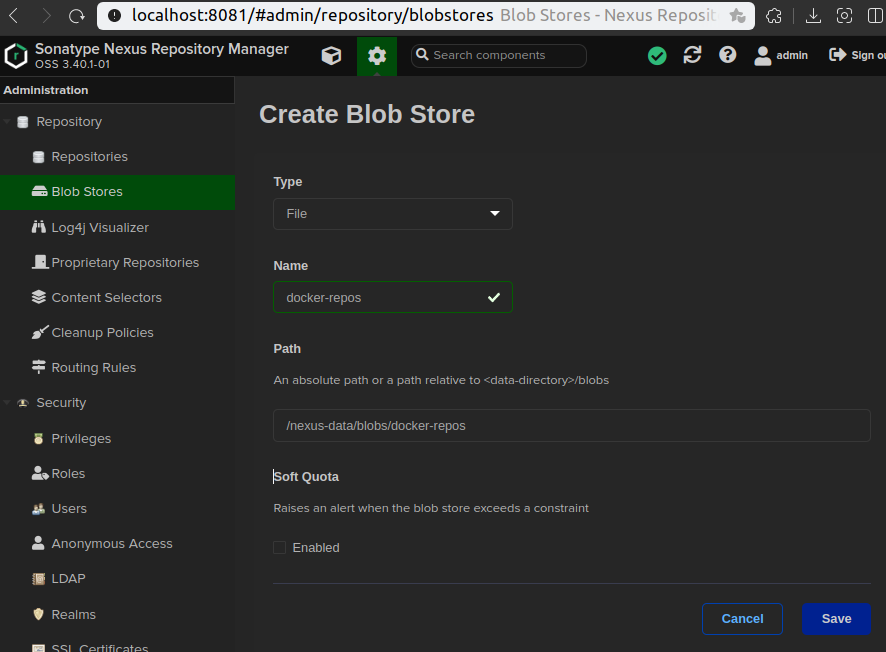 localhost:8081/#admin/repository/blobstores Blob Stores - Nexus Reposit
Sonatype Nexus Repository Manager
OSS 3.40.1-01
Search components
admin
Sign ou
Administration
Repository
Repositories
Blob Stores
Log4j Visualizer
Proprietary Repositories
Content Selectors
Cleanup Policies
Routing Rules
Security
Privileges
Roles
Users
Anonymous Access
LDAP
Realms
SSL Certificates
Create Blob Store
Type
File
Name
docker-repos
Path
An absolute path or a path relative to <data-directory>/blobs
/nexus-data/blobs/docker-repos
Soft Quota
Raises an alert when the blob store exceeds a constraint
Enabled
Cancel
Save